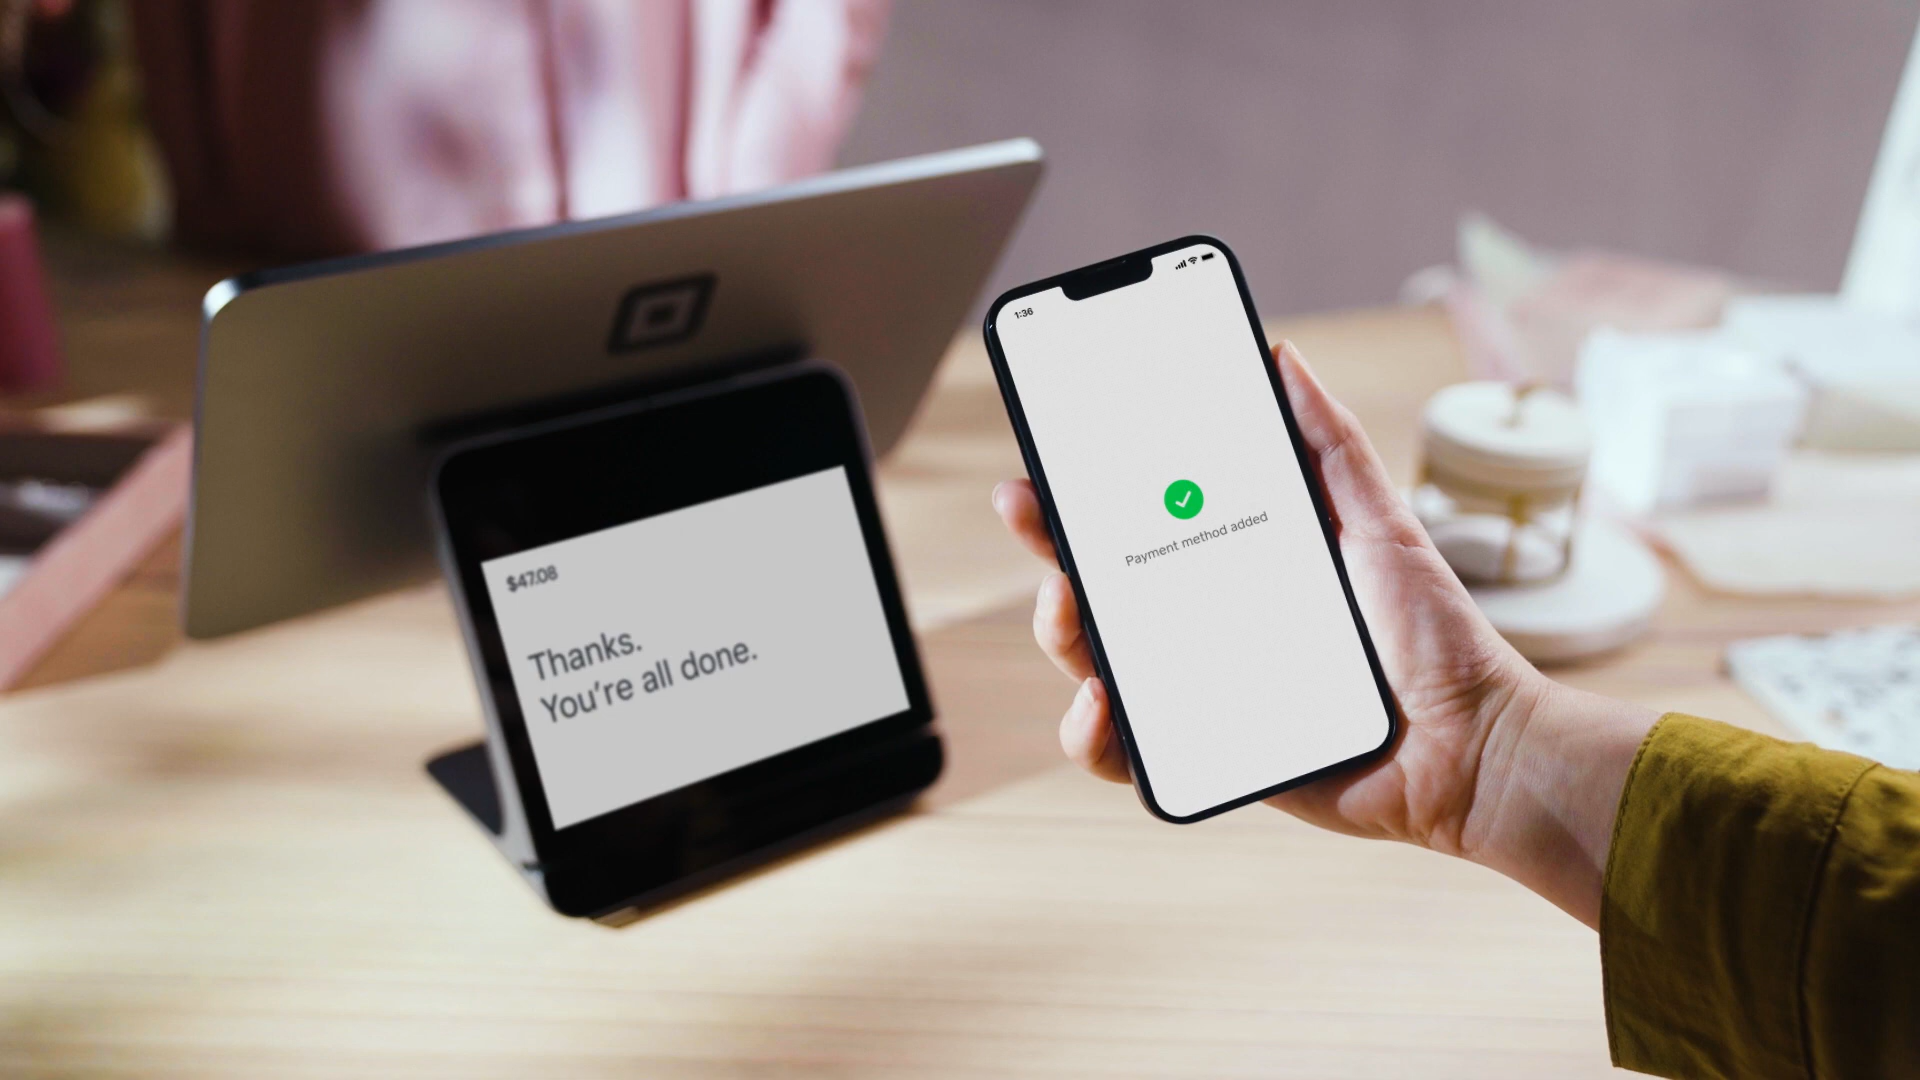 $47.08
Thanks.
You're all done.
1:36
Payment method added